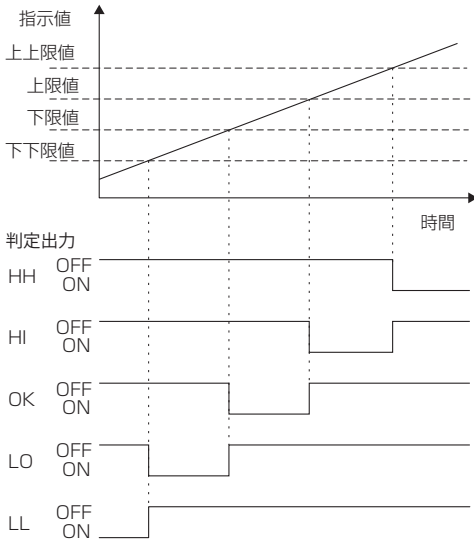 指示値
上上限値
上限値
下限値
下下限値
時間
判定出力
HH OFF
ON
HI OFF
ON
OK OFF
ON
LO OFF
ON
LL OFF
ON